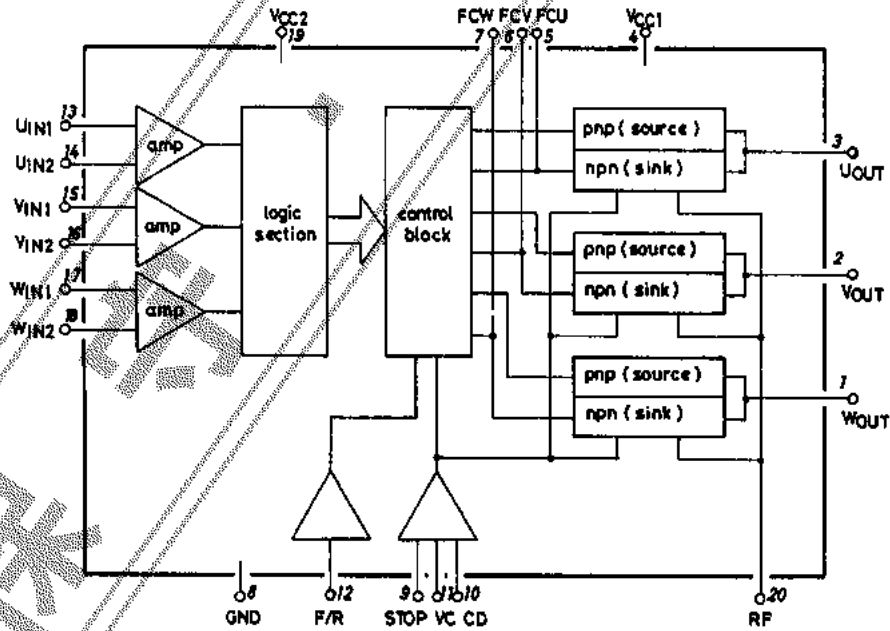 VCC2
19
FCW FCV FCU
7 6 5
VCC1
4
UIN1 13
UIN2 14
VIN1 15
VIN2 16
WIN1 17
WIN2 18
amp
amp
amp
logic
section
control
block
pnp (source)
npn (sink)
3
UOUT
pnp (source)
npn (sink)
2
VOUT
pnp (source)
npn (sink)
1
WOUT
8 12 9 11 10 20
GND F/R STOP VC CD RF